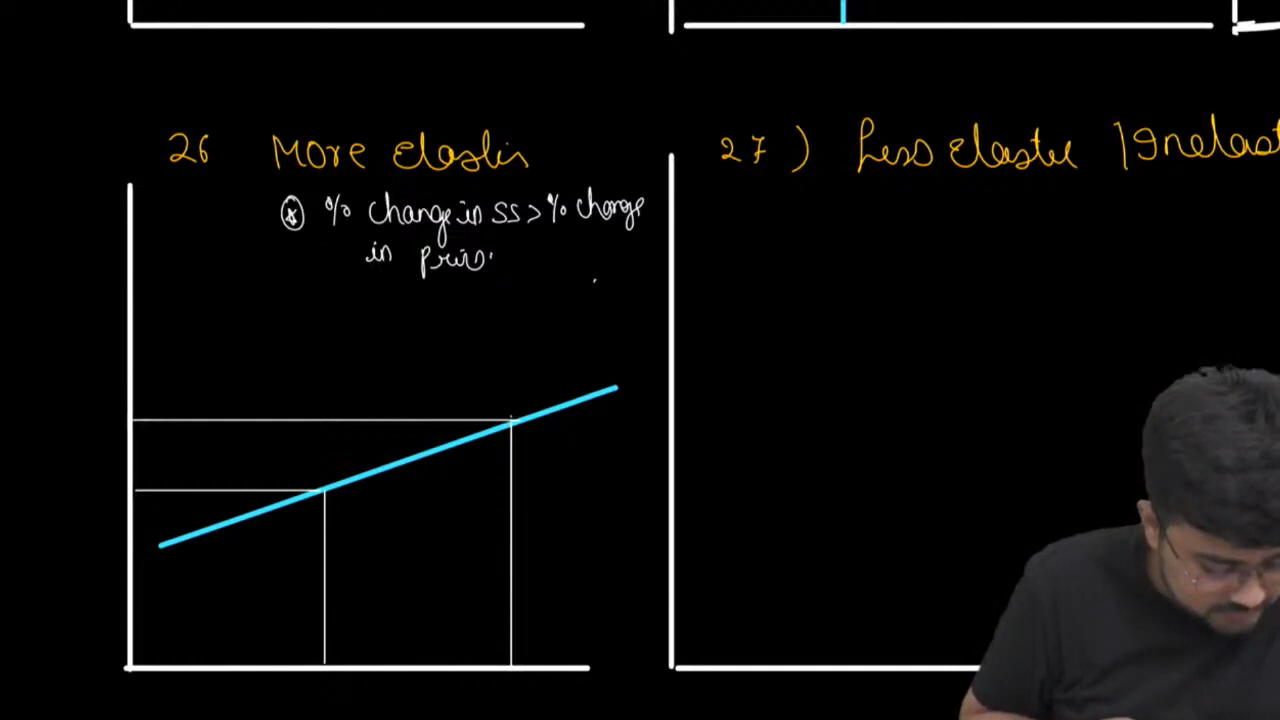 26 More elastic
* % change in SS > % change
in price
27) Less elastic | Inelast